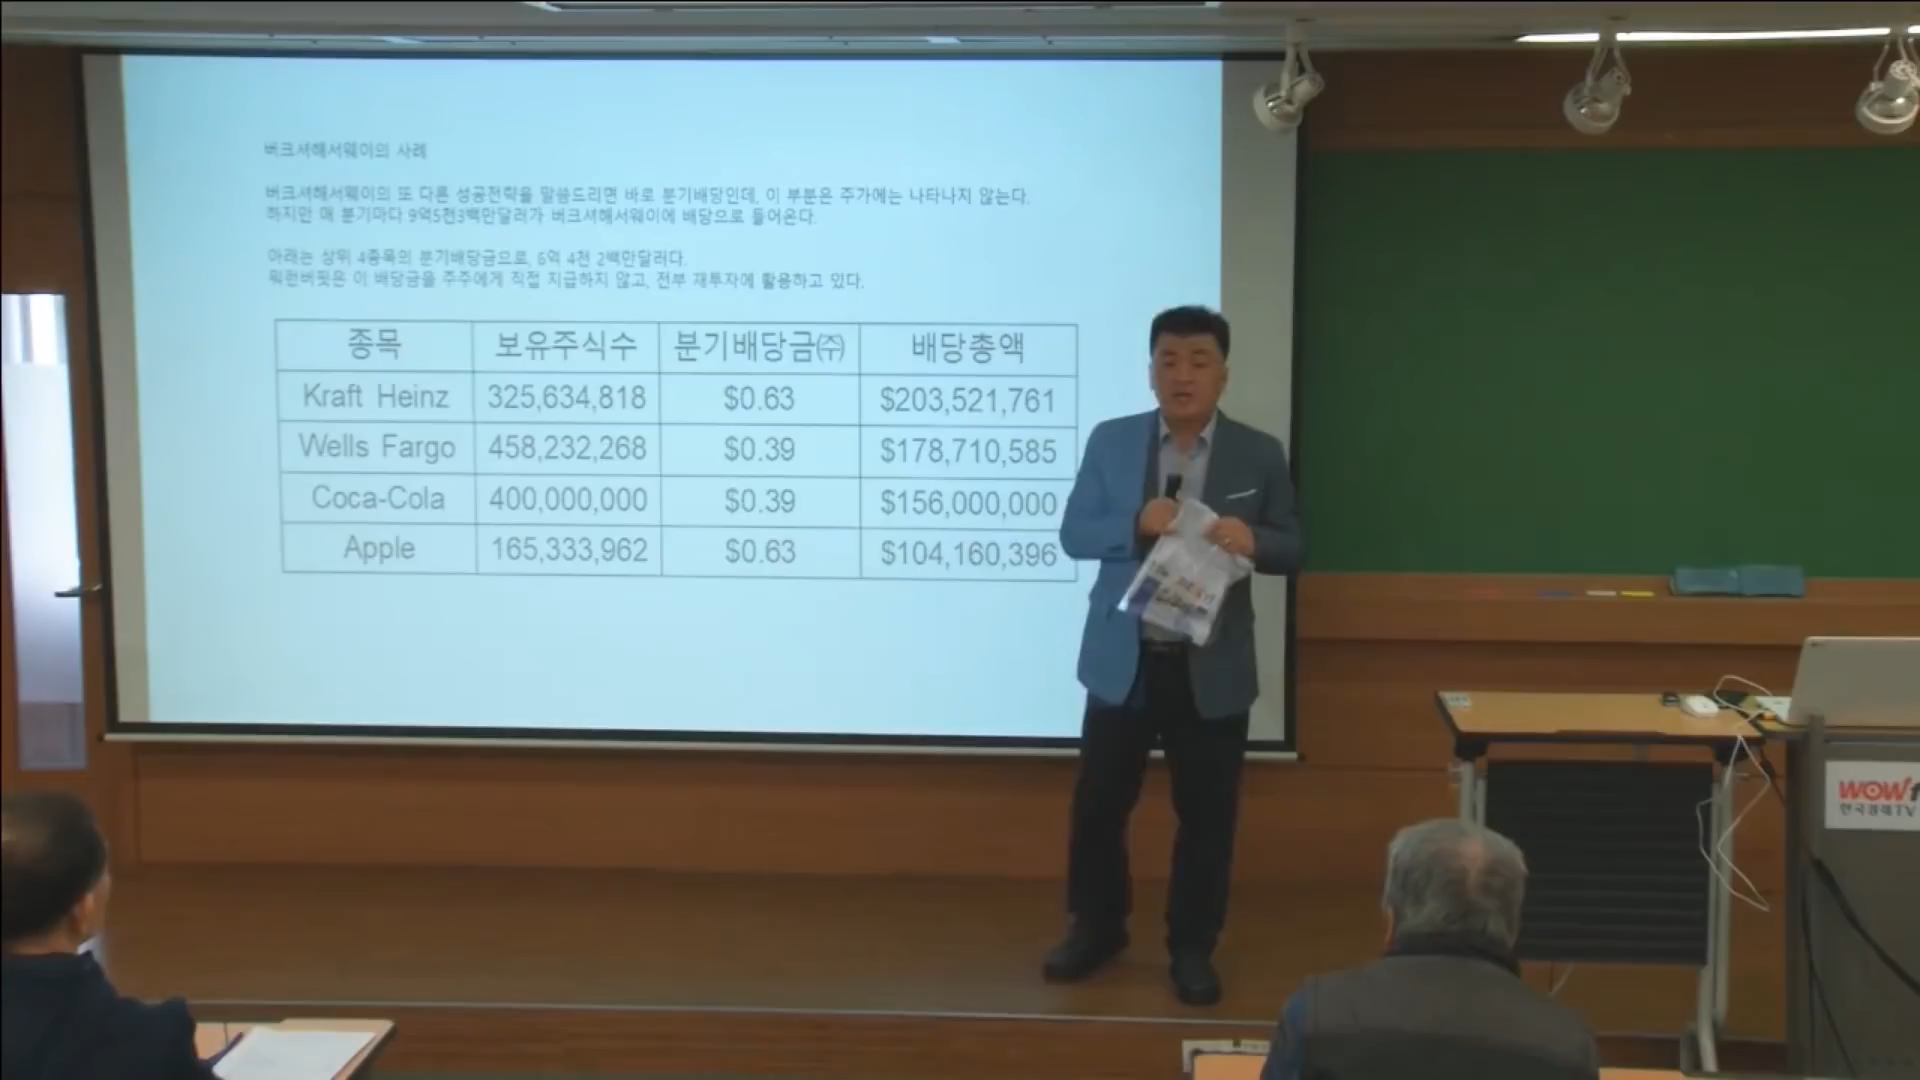 버크셔해서웨이의 사례
버크셔해서웨이의 또 다른 성공전략을 말씀드리면 바로 분기배당인데, 이 부분은 주가에는 나타나지 않는다.
하지만 매 분기마다 9억5천3백만달러가 버크셔해서웨이에 배당으로 들어온다.
아래는 상위 4종목의 분기배당금으로, 6억 4천 2백만달러다.
워런버핏은 이 배당금을 주주에게 직접 지급하지 않고, 전부 재투자에 활용하고 있다.
종목 보유주식수 분기배당금㈜ 배당총액
Kraft Heinz 325,634,818 $0.63 $203,521,761
Wells Fargo 458,232,268 $0.39 $178,710,585
Coca-Cola 400,000,000 $0.39 $156,000,000
Apple 165,333,962 $0.63 $104,160,396
WOW
한국경제TV